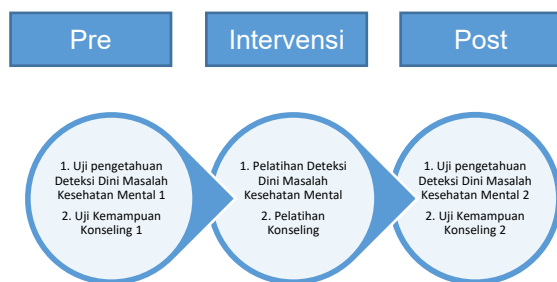 Pre
Intervensi
Post
1. Uji pengetahuan
Deteksi Dini Masalah
Kesehatan Mental 1
2. Uji Kemampuan
Konseling 1
1. Pelatihan Deteksi
Dini Masalah
Kesehatan Mental
2. Pelatihan
Konseling
1. Uji pengetahuan
Deteksi Dini Masalah
Kesehatan Mental 2
2. Uji Kemampuan
Konseling 2